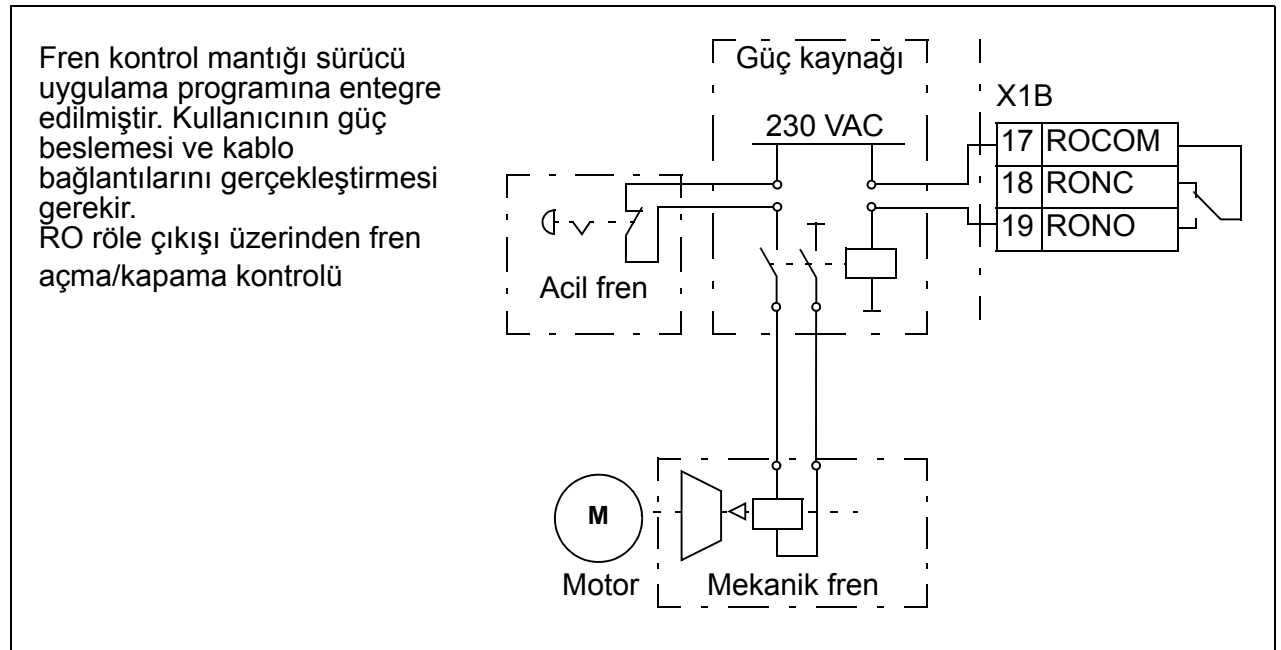 Fren kontrol mantığı sürücü
uygulama programına entegre
edilmiştir. Kullanıcının güç
beslemesi ve kablo
bağlantılarını gerçekleştirmesi
gerekir.
RO röle çıkışı üzerinden fren
açma/kapama kontrolü
Güç kaynağı
230 VAC
X1B
17 ROCOM
18 RONC
19 RONO
Acil fren
M
Motor
Mekanik fren